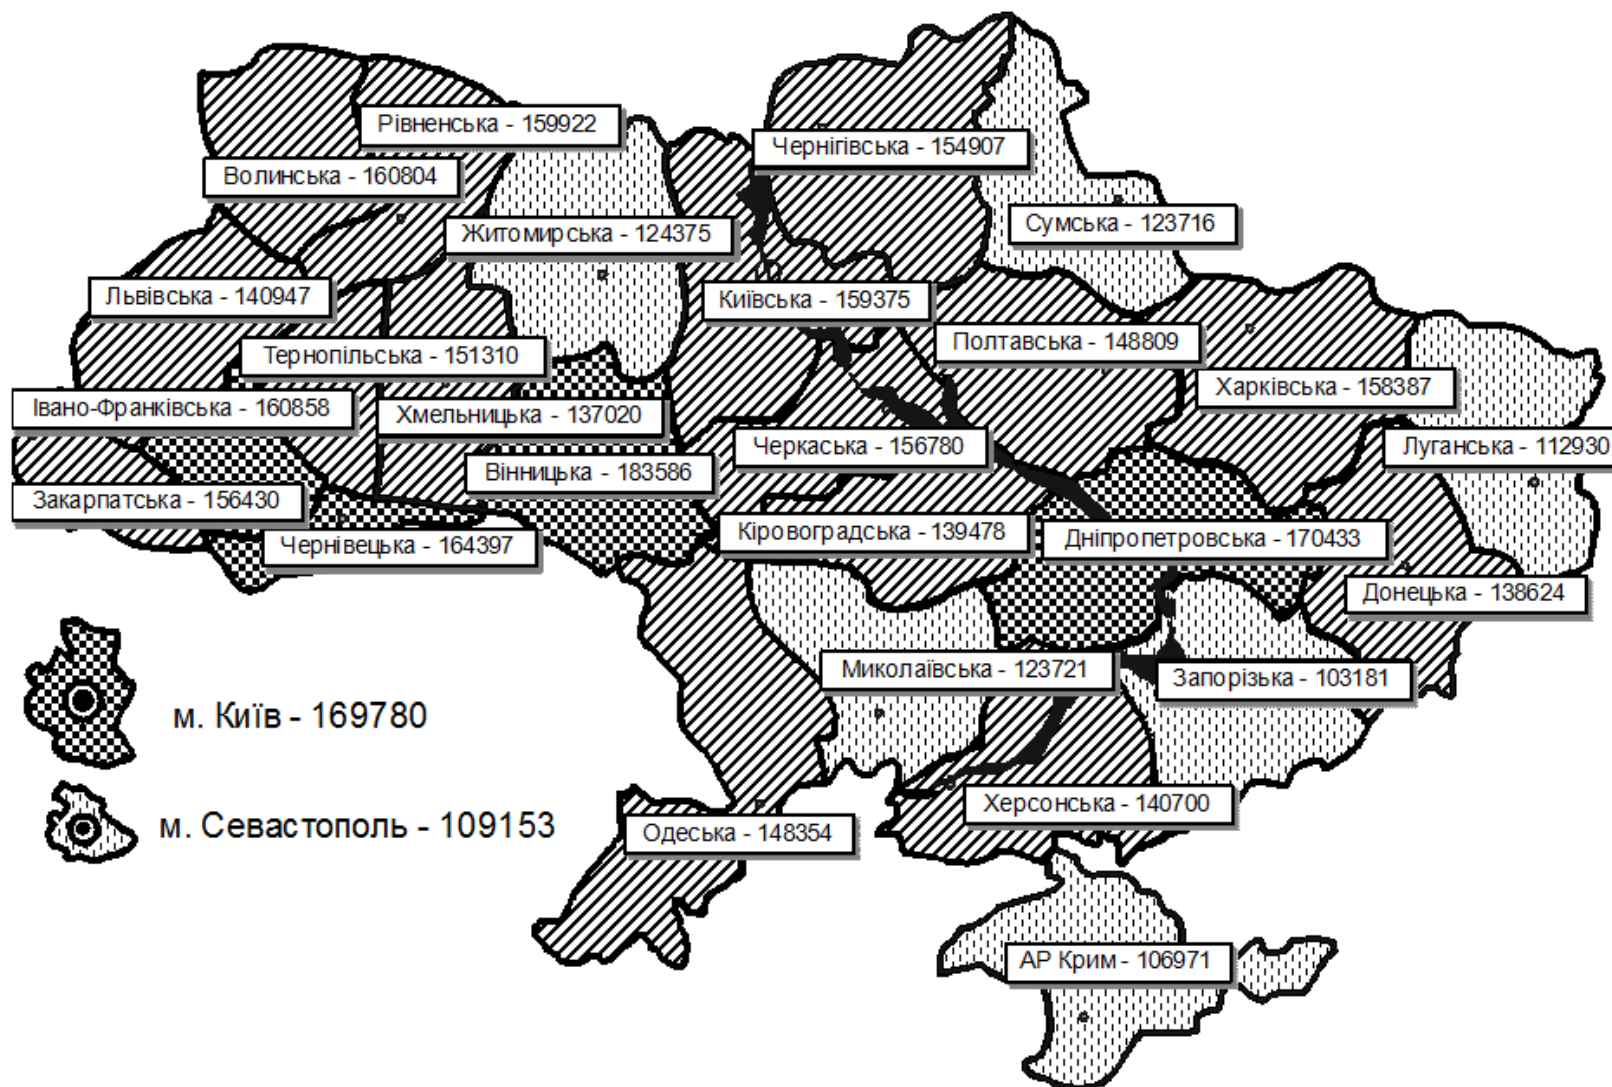 Рівненська - 159922
Чернігівська - 154907
Волинська - 160804
Житомирська - 124375
Сумська - 123716
Львівська - 140947
Київська - 159375
Тернопільська - 151310
Полтавська - 148809
Харківська - 158387
Івано-Франківська - 160858
Хмельницька - 137020
Черкаська - 156780
Луганська - 112930
Вінницька - 183586
Закарпатська - 156430
Чернівецька - 164397
Кіровоградська - 139478
Дніпропетровська - 170433
Донецька - 138624
Миколаївська - 123721
Запорізька - 103181
м. Київ - 169780
Херсонська - 140700
м. Севастополь - 109153
Одеська - 148354
АР Крим - 106971